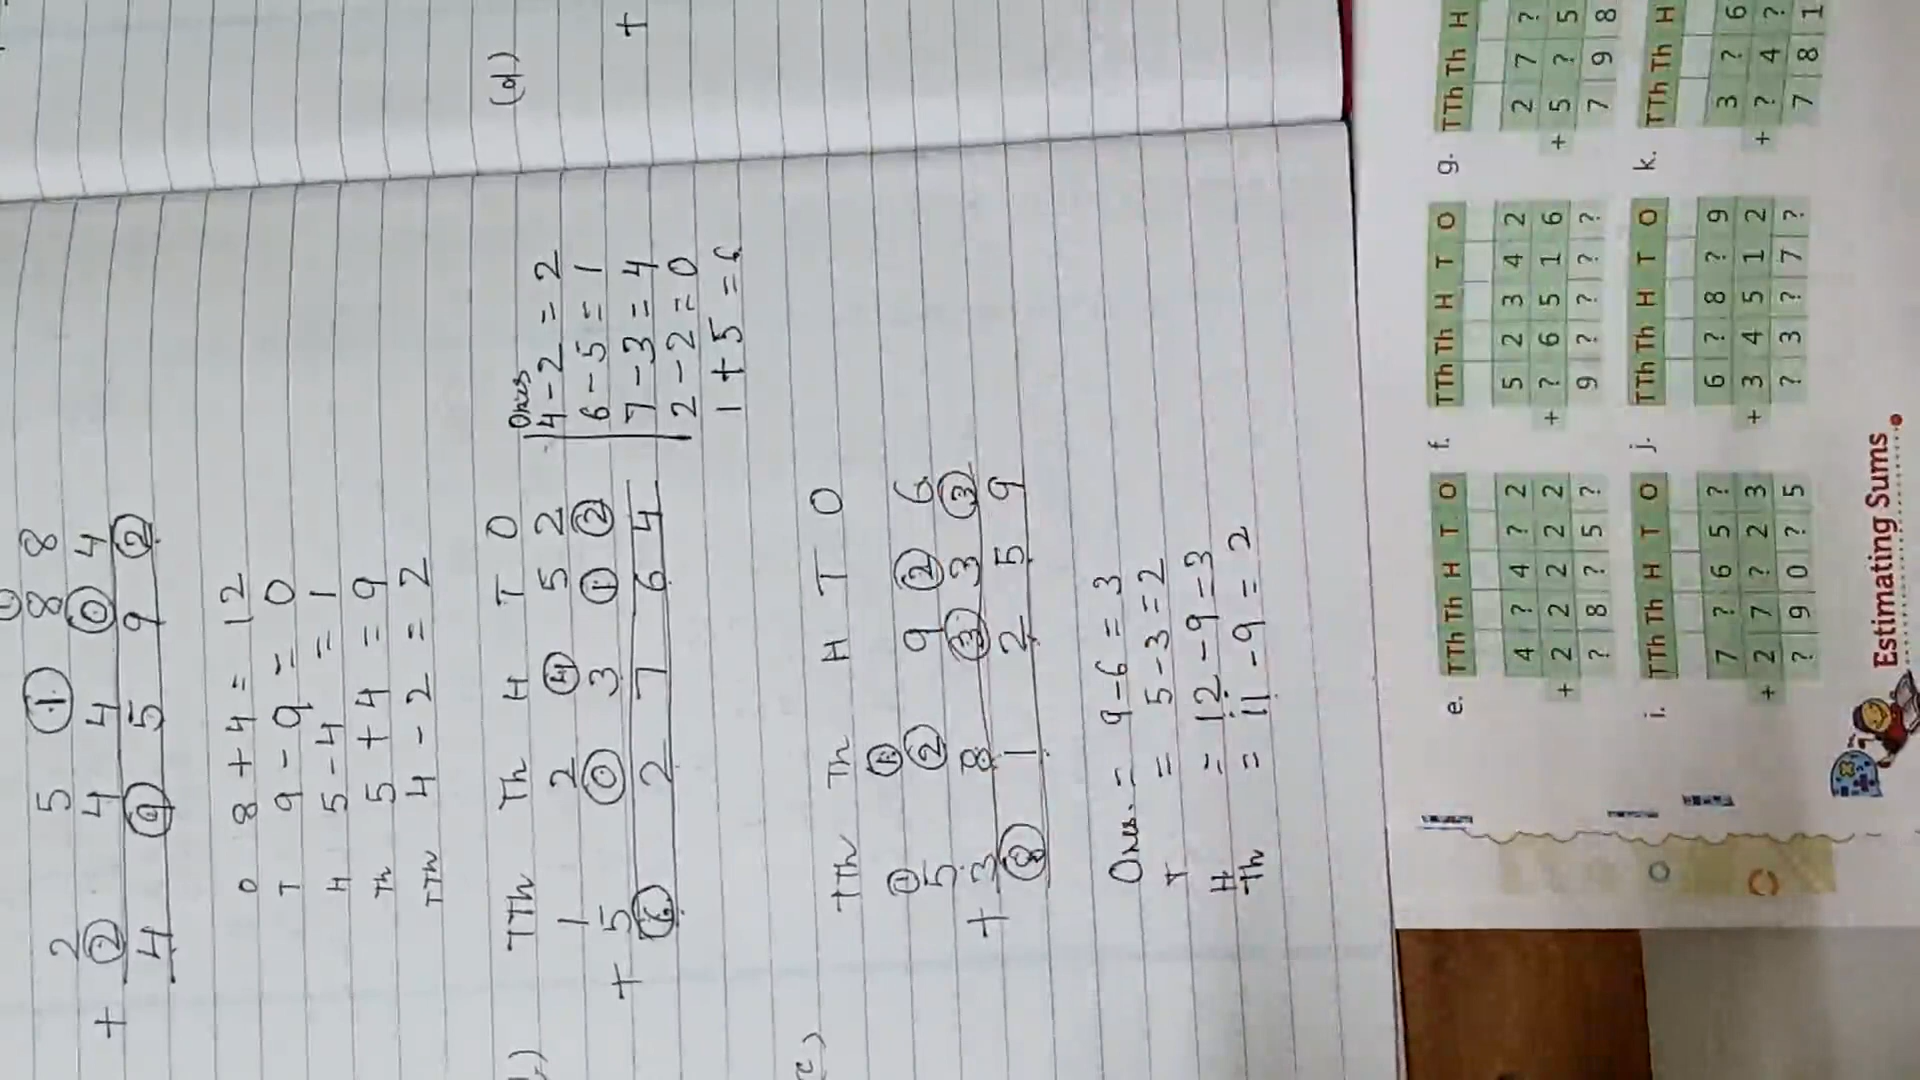 ① 8 8
2 5 ① 8 8
+ ② 4 4 ⓪ 4
4 ⑨ 5 9 ②
O 8 + 4 = 12
T 9 - 9 = 0
H 5 - 4 = 1
Th 5 + 4 = 9
TTh 4 - 2 = 2
TTh Th H T O
1 2 ④ 5 2
+ 5 ⓪ 3 ① ②
⑥ 2 7 6 4
Ones
4 - 2 = 2
6 - 5 = 1
7 - 3 = 4
2 - 2 = 0
1 + 5 = 6
c)
TTh Th H T O
① ①
5 ② 9 ② 6
+ 3 8 ③ 3 ③
⑧ 1 2 5 9
Ones = 9 - 6 = 3
T = 5 - 3 = 2
H = 12 - 9 = 3
Th = 11 - 9 = 2
(d)
+
e. TTh Th H T O
4 ? 4 ? 2
+ 2 2 2 2 2
? 8 ? 5 ?
f. TTh Th H T O
5 2 3 4 2
+ ? 6 5 1 6
9 ? ? ? ?
g. TTh Th H
2 7 ?
+ 5 ? 5
7 9 8
i. TTh Th H T O
7 ? 6 5 ?
+ 2 7 ? 2 3
? 9 0 ? 5
j. TTh Th H T O
6 ? 8 ? 9
+ 3 4 5 1 2
? 3 ? 7 ?
k. TTh Th H
3 ? 6
+ ? 4 ?
7 8 1
Estimating Sums